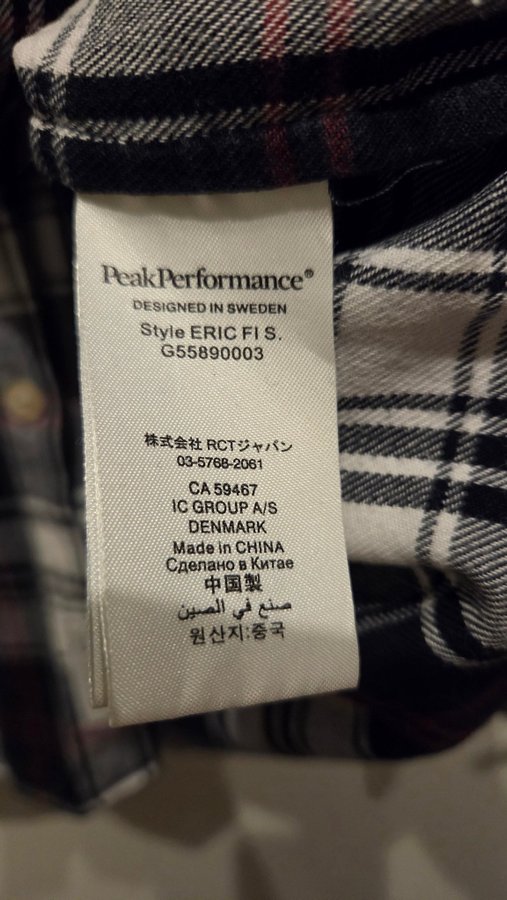 PeakPerformance®
DESIGNED IN SWEDEN
Style ERIC FI S.
G55890003
株式会社 RCTジャパン
03-5768-2061
CA 59467
IC GROUP A/S
DENMARK
Made in CHINA
Сделано в Китае
中国製
صنع في الصين
원산지:중국